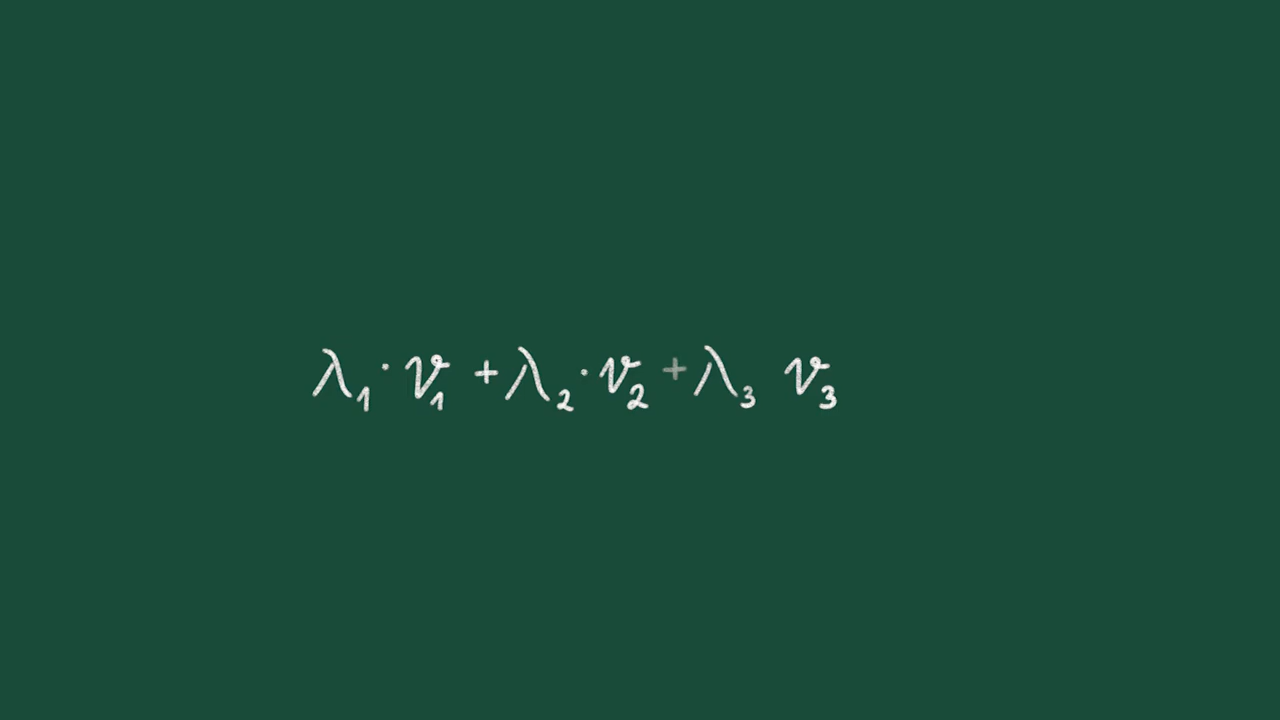 λ₁·v₁ + λ₂·v₂ + λ₃ v₃